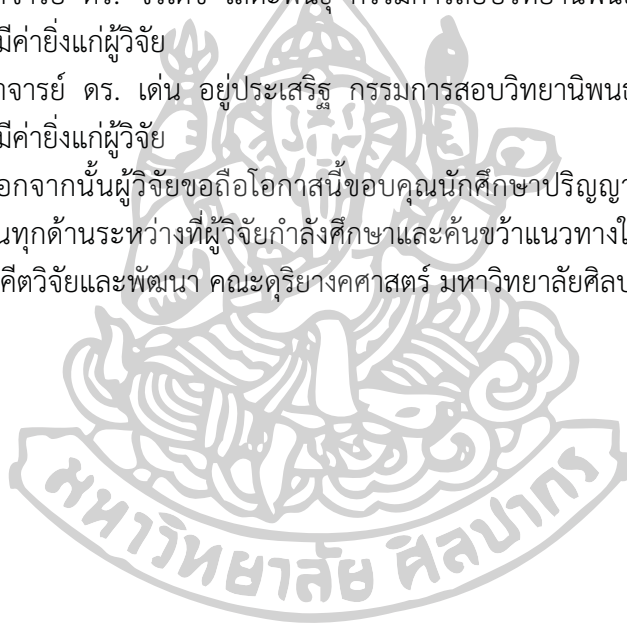 ดร.
มีค่ายิ่งแก่ผู้วิจัย
าจารย์ ดร. เด่น อยู่ประเสริฐ กรรมการสอบวิทยานิพน
มีค่ายิ่งแก่ผู้วิจัย
อกจากนั้นผู้วิจัยขอถือโอกาสนี้ขอบคุณนักศึกษาปริญญา
นทุกด้านระหว่างที่ผู้วิจัยกำลังศึกษาและค้นขว้าแนวทางใ
คีตวิจัยและพัฒนา คณะดุริยางคศาสตร์ มหาวิทยาลัยศิลป
มหาวิทยาลัย ศิลปากร